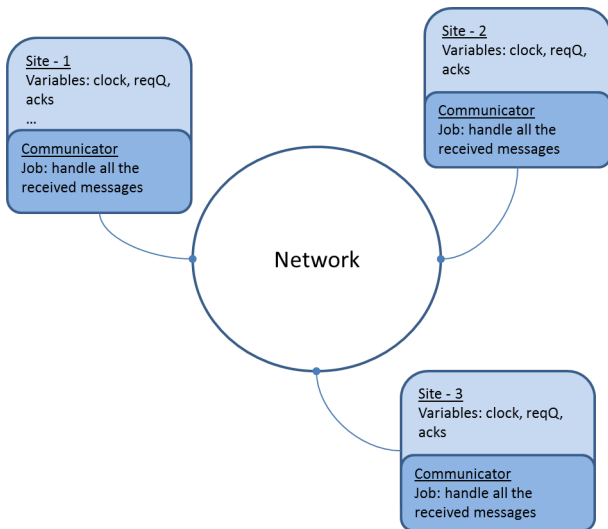 Site - 1
Variables: clock, reqQ,
acks
...
Communicator
Job: handle all the
received messages
Site - 2
Variables: clock, reqQ,
acks
Communicator
Job: handle all the
received messages
Network
Site - 3
Variables: clock, reqQ,
acks
Communicator
Job: handle all the
received messages